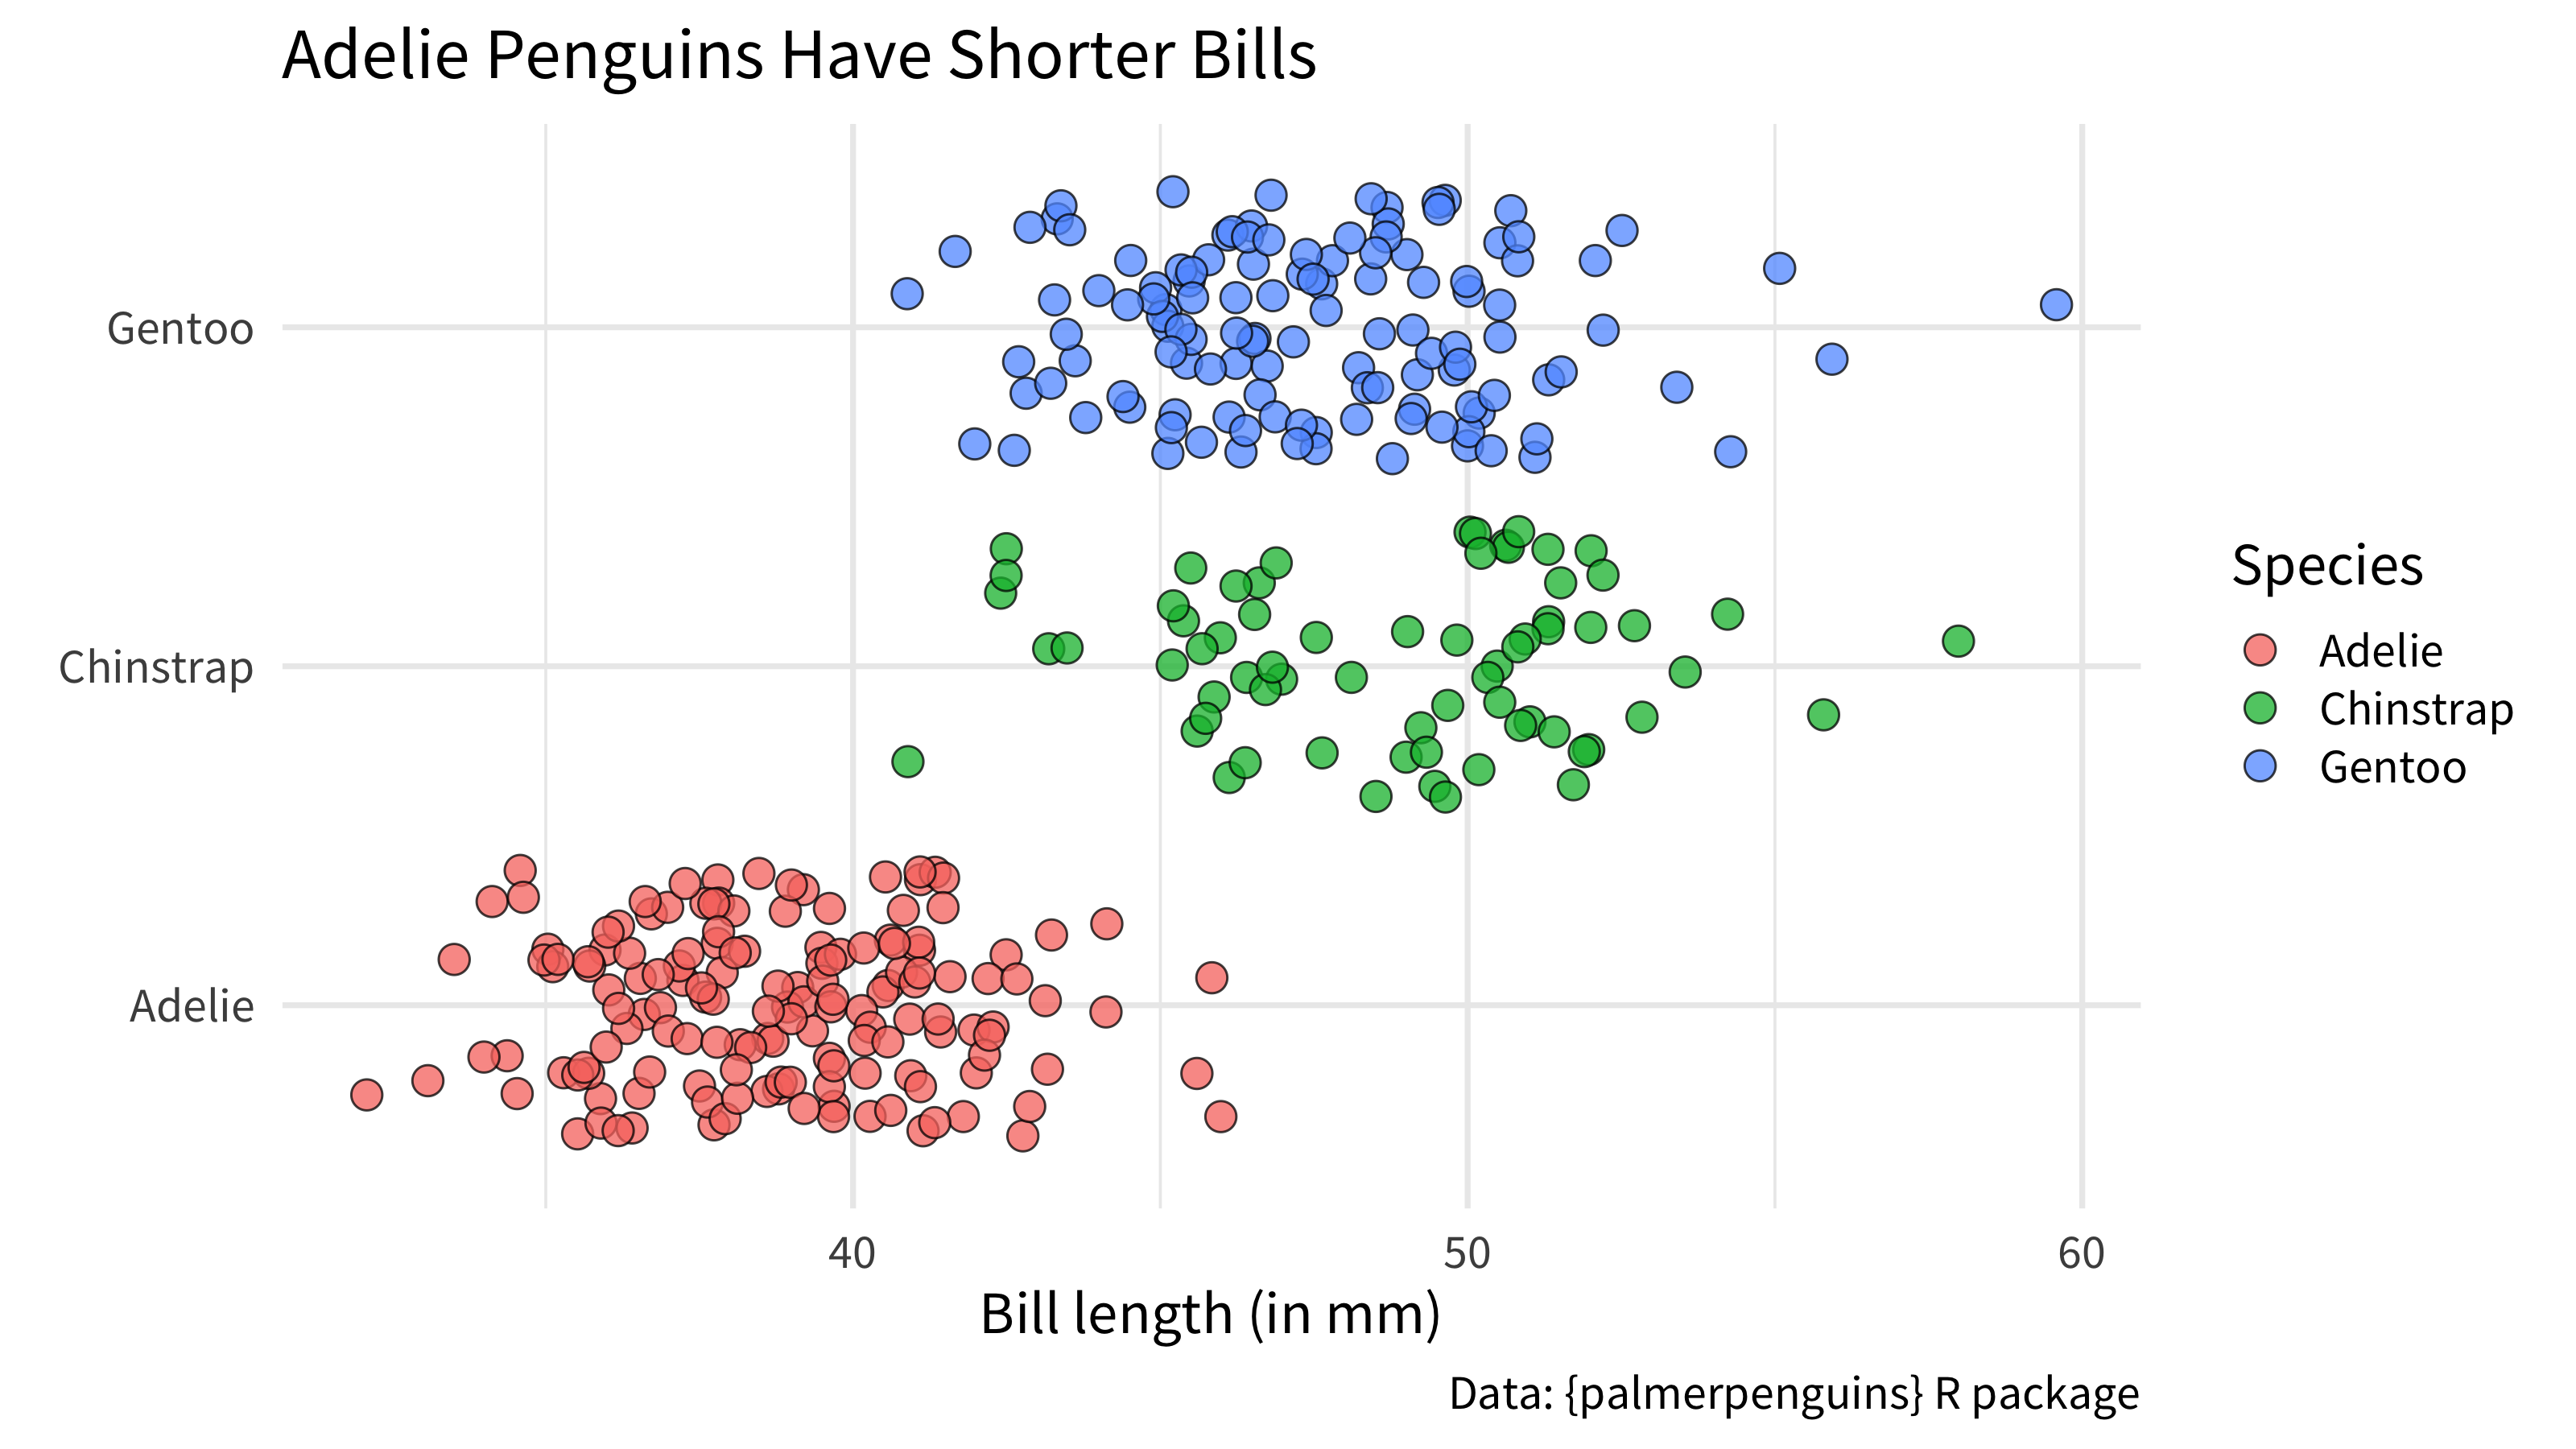 Adelie Penguins Have Shorter Bills
Gentoo
Chinstrap
Adelie
40
50
60
Bill length (in mm)
Species
Adelie
Chinstrap
Gentoo
Data: {palmerpenguins} R package